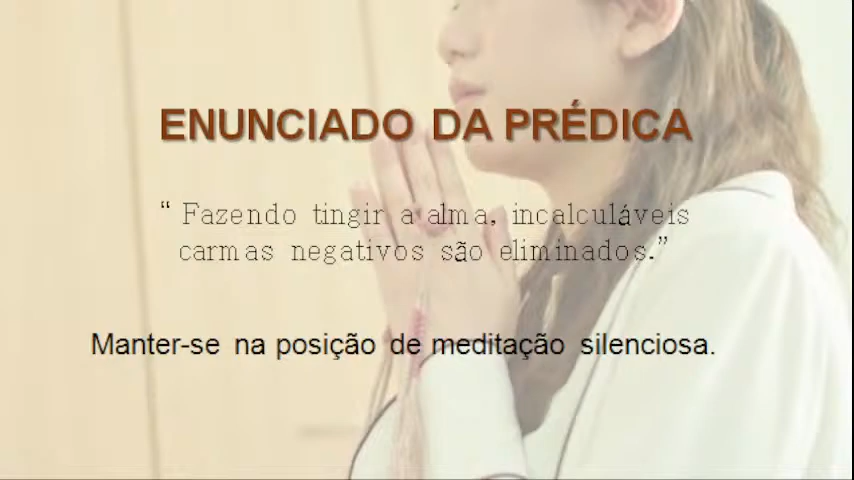 ENUNCIADO DA PRÉDICA
“ Fazendo tingir a alma, incalculáveis
carmas negativos são eliminados.”
Manter-se na posição de meditação silenciosa.